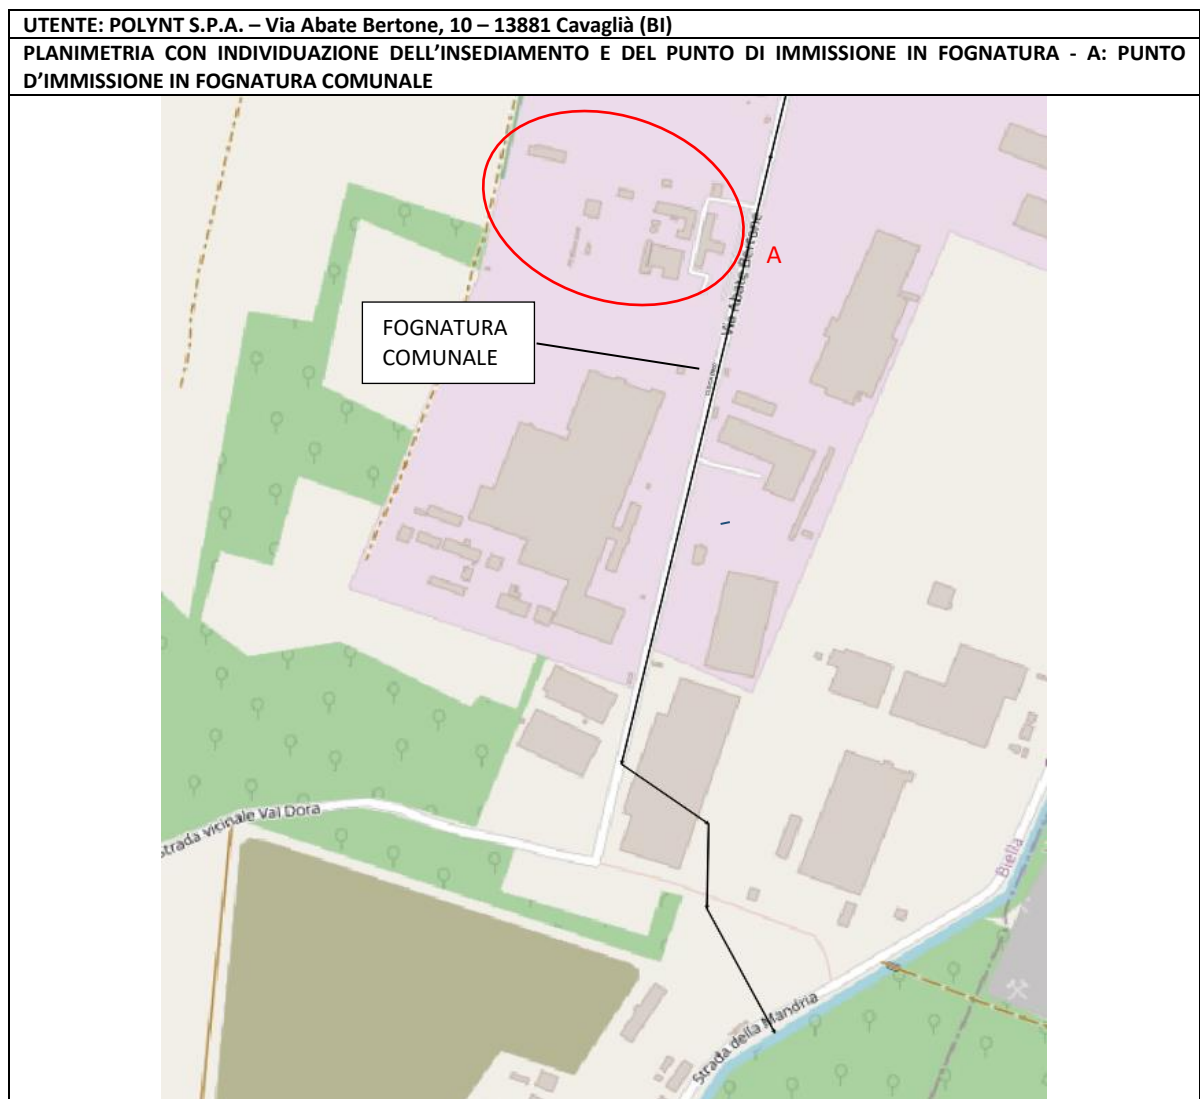 UTENTE: POLYNT S.P.A. – Via Abate Bertone, 10 – 13881 Cavaglià (BI)
PLANIMETRIA CON INDIVIDUAZIONE DELL'INSEDIAMENTO E DEL PUNTO DI IMMISSIONE IN FOGNATURA - A: PUNTO
D'IMMISSIONE IN FOGNATURA COMUNALE
A
Via Abate Bertone
FOGNATURA
COMUNALE
Strada vicinale Val Dora
Biella
Strada della Mandria